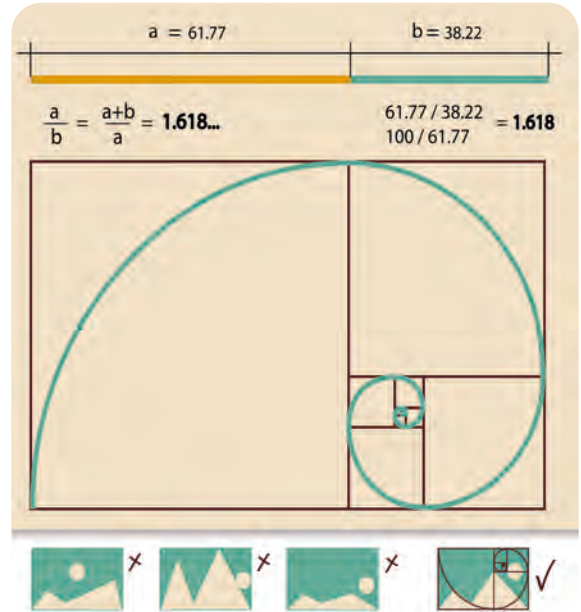 a = 61.77
b = 38.22
a/b = a+b/a = 1.618...
61.77 / 38.22
100 / 61.77
= 1.618